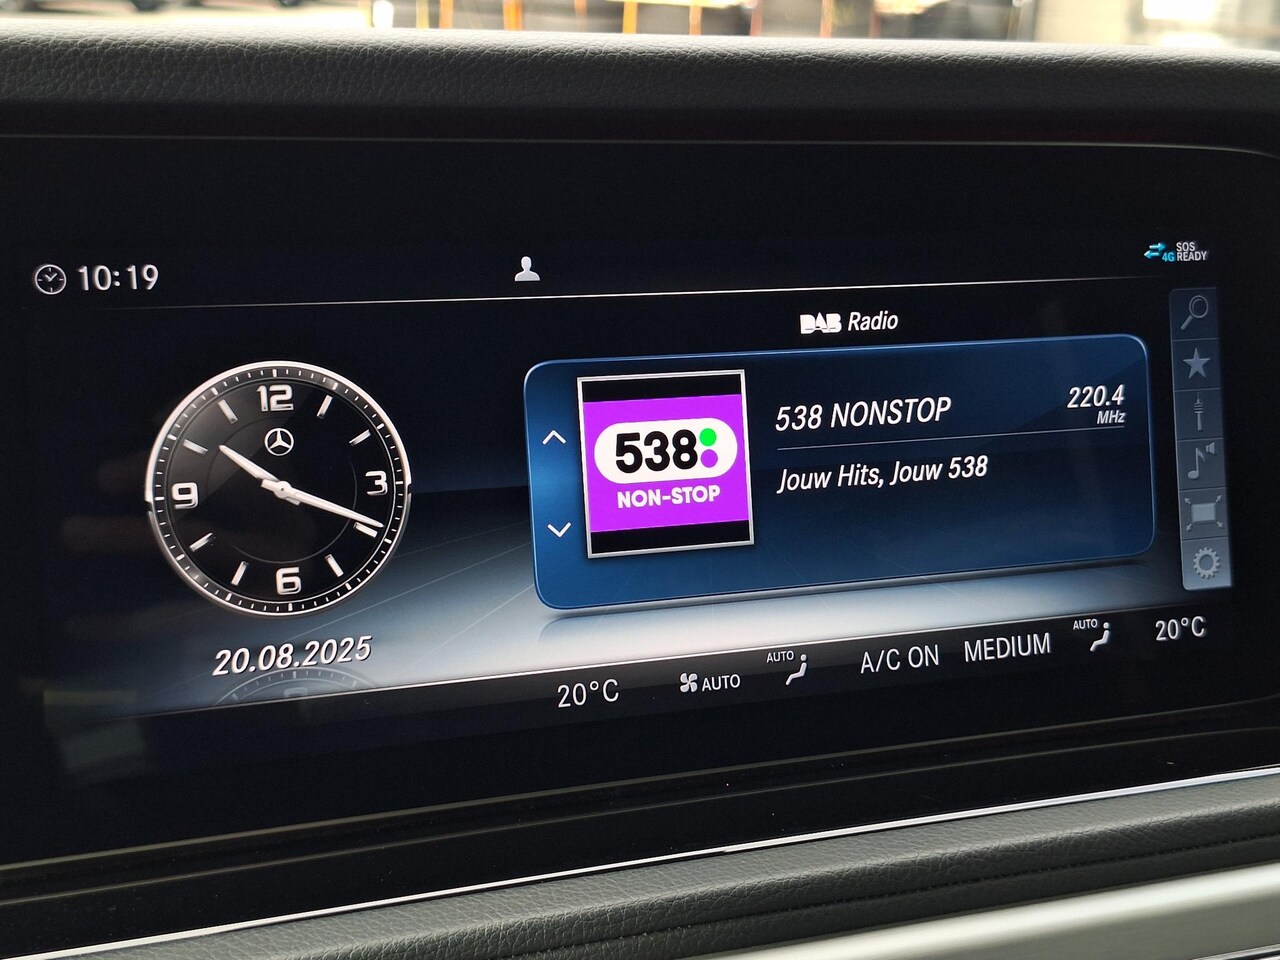 10:19
4G SOS READY
DAB Radio
12
3
9
6
538
NON-STOP
538 NONSTOP
220.4 MHz
Jouw Hits, Jouw 538
20.08.2025
20°C
AUTO
AUTO
A/C ON
MEDIUM
AUTO
20°C